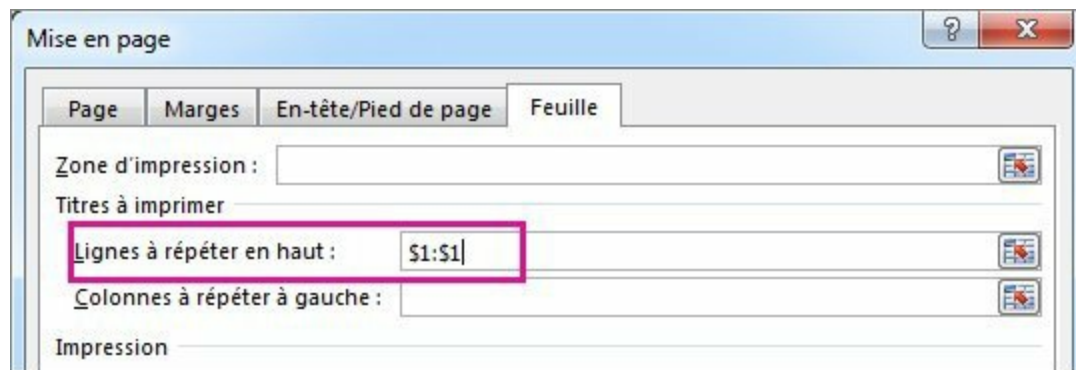 Mise en page
Page Marges En-tête/Pied de page Feuille
Zone d'impression :
Titres à imprimer
Lignes à répéter en haut : $1:$1
Colonnes à répéter à gauche :
Impression